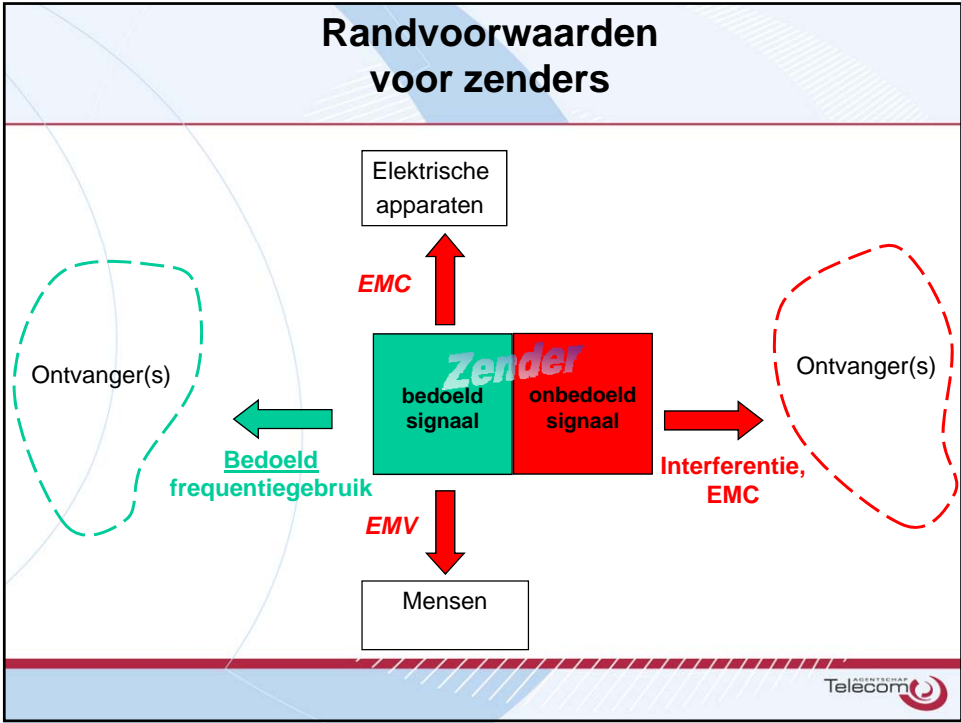 Randvoorwaarden
voor zenders
Elektrische
apparaten
EMC
Ontvanger(s)
Zender
bedoeld
signaal
onbedoeld
signaal
Ontvanger(s)
Bedoeld
frequentiegebruik
Interferentie,
EMC
EMV
Mensen
AGENTSCHAP
Telecom